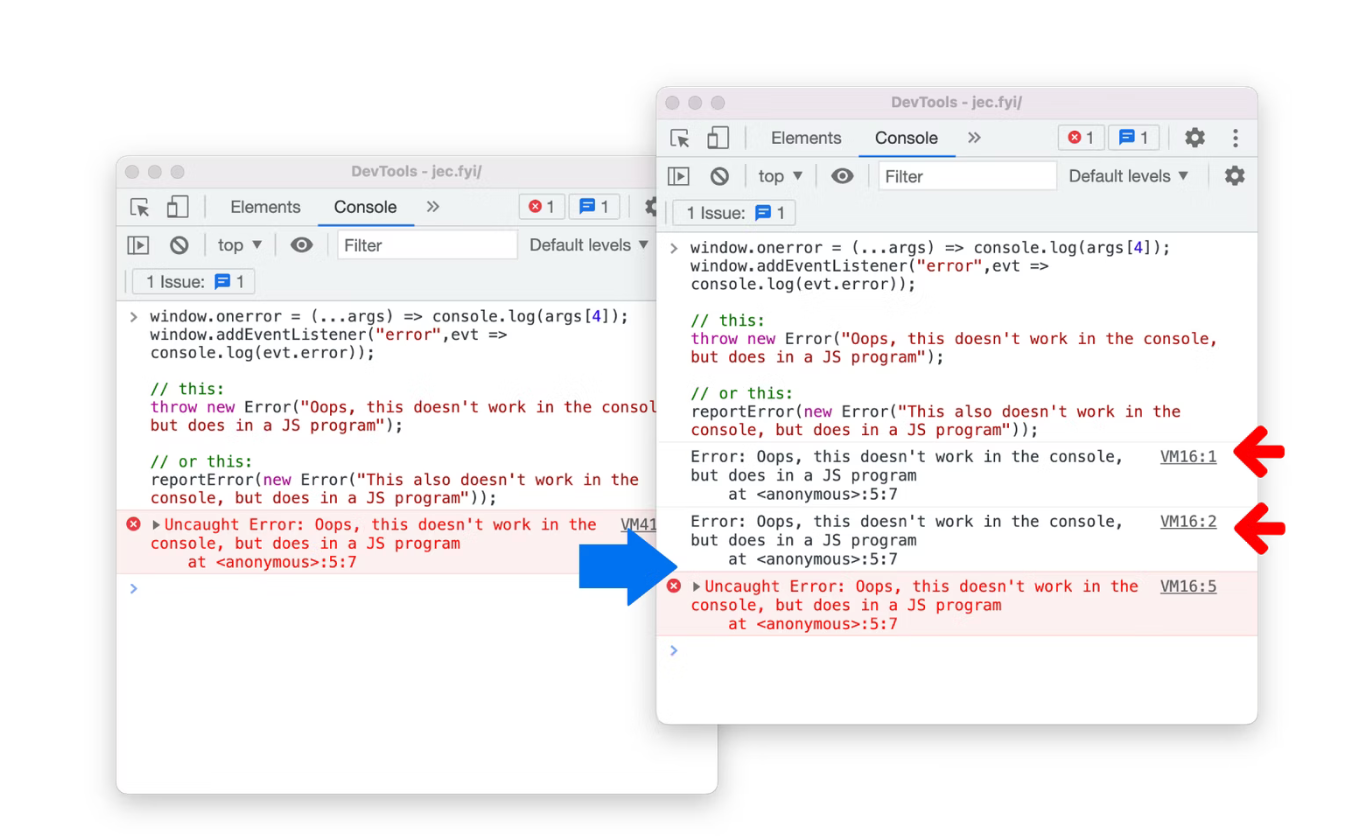 DevTools - jec.fyi/
Elements Console » 1 1
top ▼ Filter Default levels ▼
1 Issue: 1
> window.onerror = (...args) => console.log(args[4]);
window.addEventListener("error",evt =>
console.log(evt.error));
// this:
throw new Error("Oops, this doesn't work in the consol
but does in a JS program");
// or this:
reportError(new Error("This also doesn't work in the
console, but does in a JS program"));
▶Uncaught Error: Oops, this doesn't work in the VM41
console, but does in a JS program
at <anonymous>:5:7
>
DevTools - jec.fyi/
Elements Console » 1 1
top ▼ Filter Default levels ▼
1 Issue: 1
> window.onerror = (...args) => console.log(args[4]);
window.addEventListener("error",evt =>
console.log(evt.error));
// this:
throw new Error("Oops, this doesn't work in the console,
but does in a JS program");
// or this:
reportError(new Error("This also doesn't work in the
console, but does in a JS program"));
Error: Oops, this doesn't work in the console, VM16:1
but does in a JS program
at <anonymous>:5:7
Error: Oops, this doesn't work in the console, VM16:2
but does in a JS program
at <anonymous>:5:7
▶Uncaught Error: Oops, this doesn't work in the VM16:5
console, but does in a JS program
at <anonymous>:5:7
>